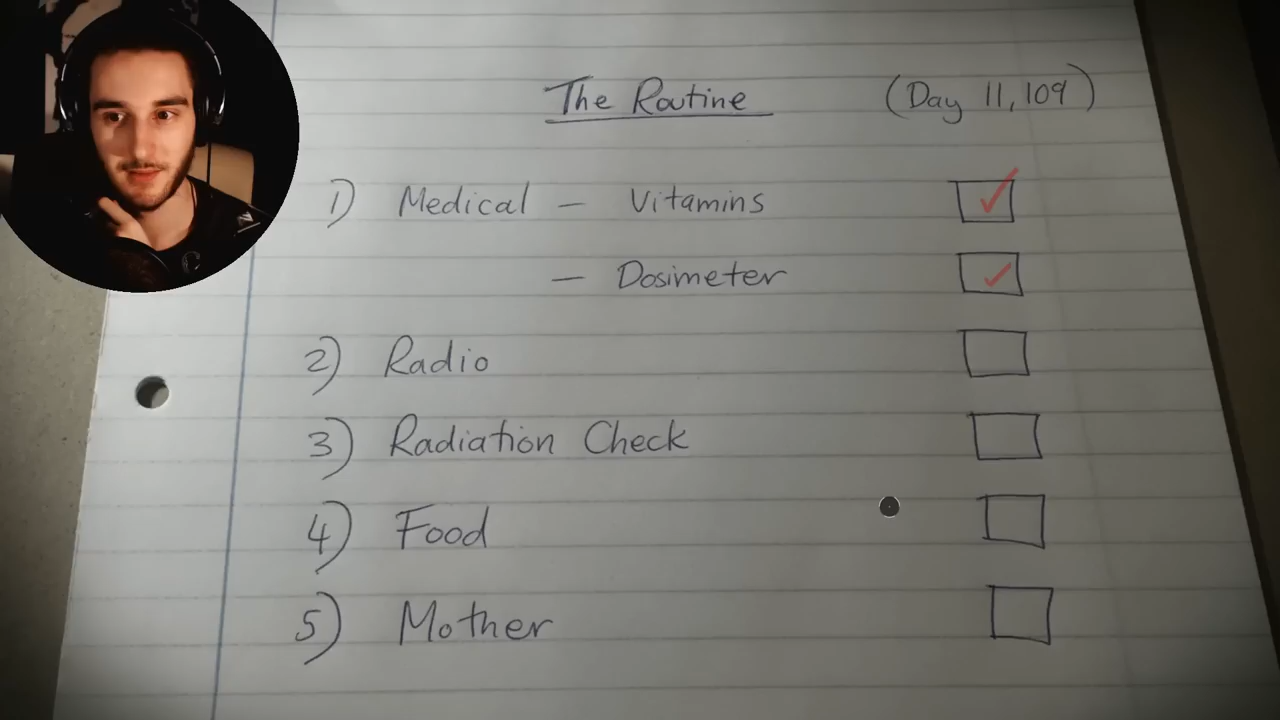 The Routine (Day 11,109)
1) Medical - Vitamins
- Dosimeter
2) Radio
3) Radiation Check
4) Food
5) Mother